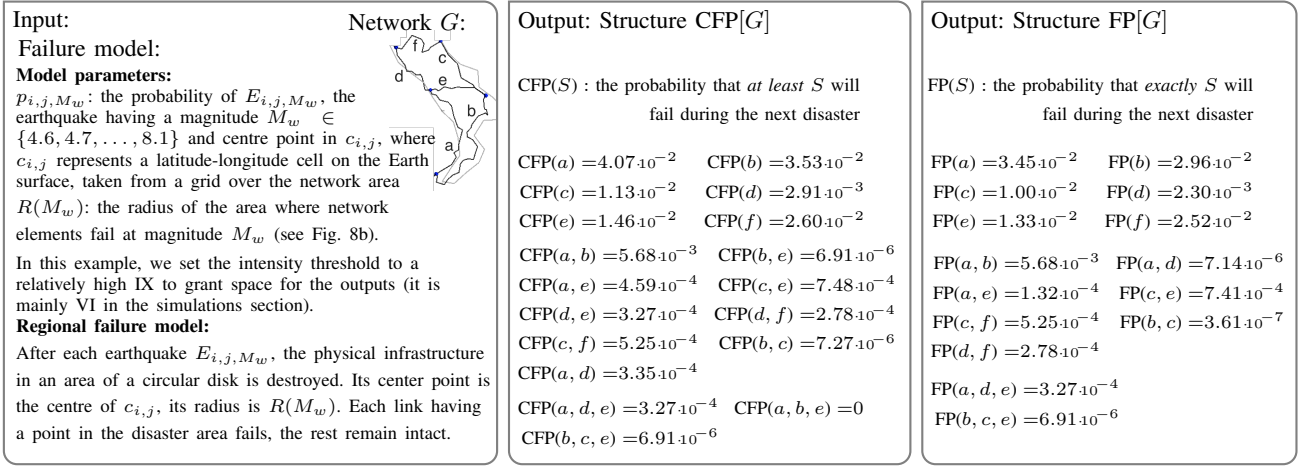 Input:
Network G:
Failure model:
Model parameters:
p_{i,j,M_w}: the probability of E_{i,j,M_w}, the
earthquake having a magnitude M_w ∈
{4.6, 4.7, . . . , 8.1} and centre point in c_{i,j}, where
c_{i,j} represents a latitude-longitude cell on the Earth
surface, taken from a grid over the network area
R(M_w): the radius of the area where network
elements fail at magnitude M_w (see Fig. 8b).
In this example, we set the intensity threshold to a
relatively high IX to grant space for the outputs (it is
mainly VI in the simulations section).
Regional failure model:
After each earthquake E_{i,j,M_w}, the physical infrastructure
in an area of a circular disk is destroyed. Its center point is
the centre of c_{i,j}, its radius is R(M_w). Each link having
a point in the disaster area fails, the rest remain intact.
f
c
d
e
b
a
Output: Structure CFP[G]
CFP(S) : the probability that at least S will
fail during the next disaster
CFP(a) =4.07·10^{−2} CFP(b) =3.53·10^{−2}
CFP(c) =1.13·10^{−2} CFP(d) =2.91·10^{−3}
CFP(e) =1.46·10^{−2} CFP(f) =2.60·10^{−2}
CFP(a, b) =5.68·10^{−3} CFP(b, e) =6.91·10^{−6}
CFP(a, e) =4.59·10^{−4} CFP(c, e) =7.48·10^{−4}
CFP(d, e) =3.27·10^{−4} CFP(d, f) =2.78·10^{−4}
CFP(c, f) =5.25·10^{−4} CFP(b, c) =7.27·10^{−6}
CFP(a, d) =3.35·10^{−4}
CFP(a, d, e) =3.27·10^{−4} CFP(a, b, e) =0
CFP(b, c, e) =6.91·10^{−6}
Output: Structure FP[G]
FP(S) : the probability that exactly S will
fail during the next disaster
FP(a) =3.45·10^{−2} FP(b) =2.96·10^{−2}
FP(c) =1.00·10^{−2} FP(d) =2.30·10^{−3}
FP(e) =1.33·10^{−2} FP(f) =2.52·10^{−2}
FP(a, b) =5.68·10^{−3} FP(a, d) =7.14·10^{−6}
FP(a, e) =1.32·10^{−4} FP(c, e) =7.41·10^{−4}
FP(c, f) =5.25·10^{−4} FP(b, c) =3.61·10^{−7}
FP(d, f) =2.78·10^{−4}
FP(a, d, e) =3.27·10^{−4}
FP(b, c, e) =6.91·10^{−6}